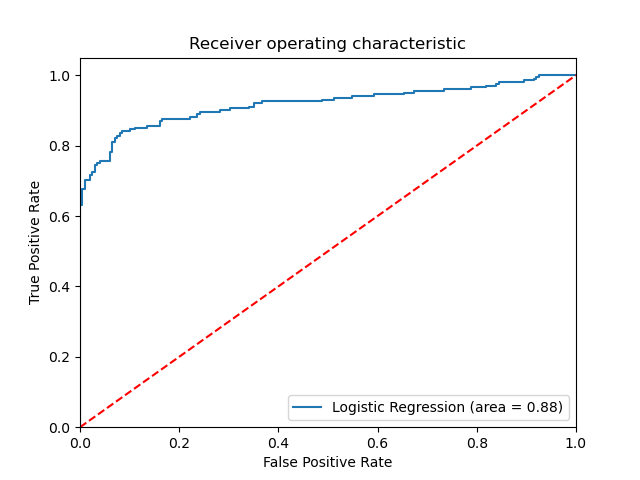 Receiver operating characteristic
True Positive Rate
1.0
0.8
0.6
0.4
0.2
0.0
Logistic Regression (area = 0.88)
0.0 0.2 0.4 0.6 0.8 1.0
False Positive Rate